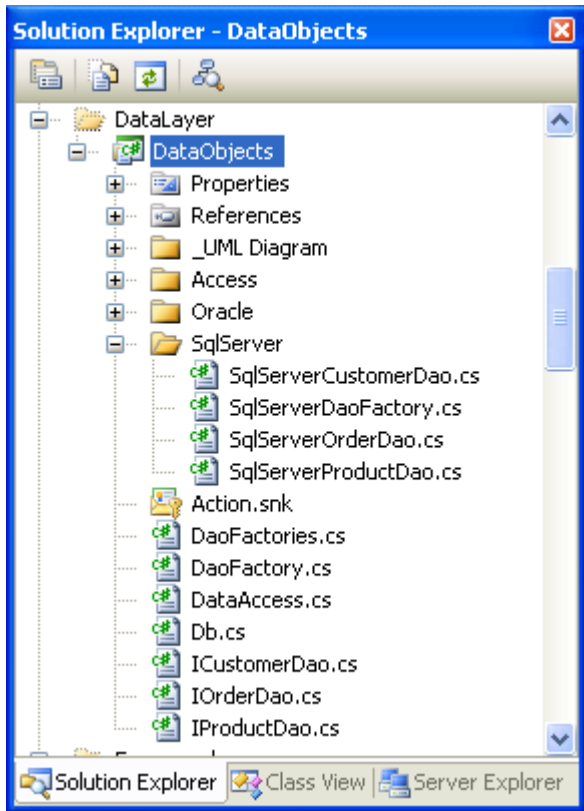 Solution Explorer - DataObjects
DataLayer
DataObjects
Properties
References
_UML Diagram
Access
Oracle
SqlServer
SqlServerCustomerDao.cs
SqlServerDaoFactory.cs
SqlServerOrderDao.cs
SqlServerProductDao.cs
Action.snk
DaoFactories.cs
DaoFactory.cs
DataAccess.cs
Db.cs
ICustomerDao.cs
IOrderDao.cs
IProductDao.cs
Solution Explorer Class View Server Explorer